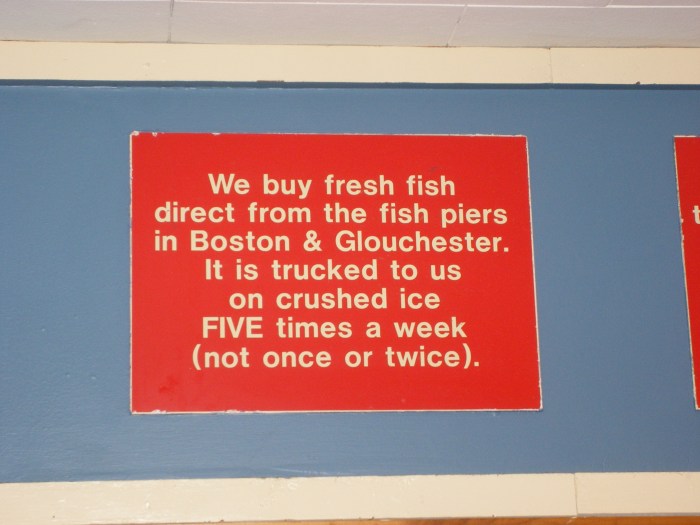 We buy fresh fish
direct from the fish piers
in Boston & Glouchester.
It is trucked to us
on crushed ice
FIVE times a week
(not once or twice).